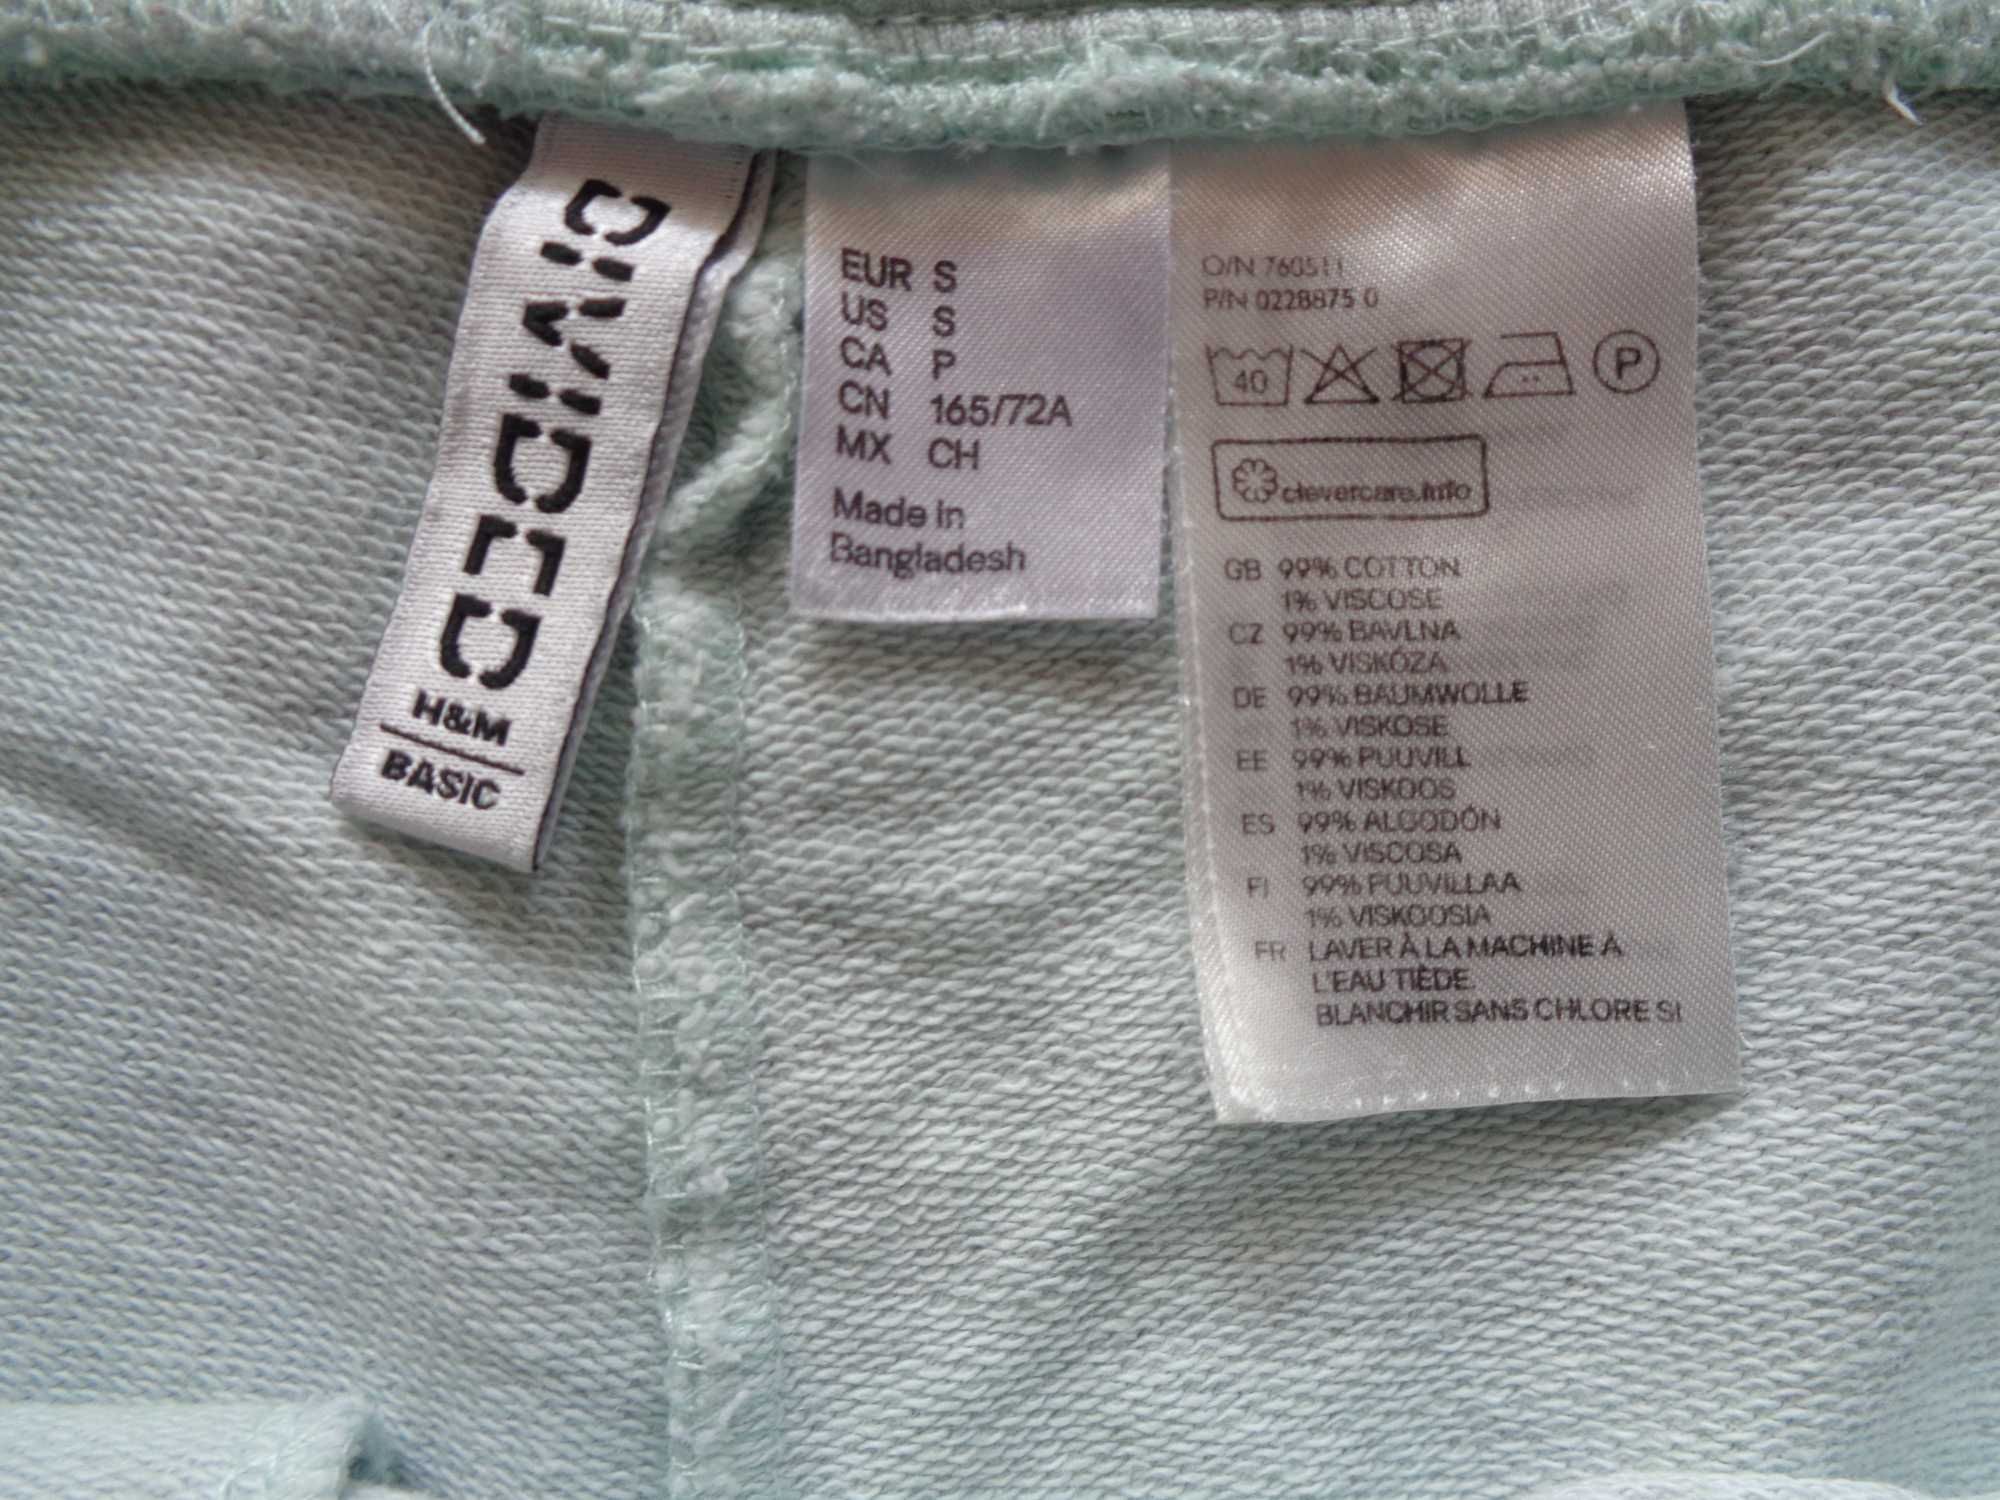 DIVIDED
H&M
BASIC
EUR S
US S
CA P
CN 165/72A
MX CH
Made in
Bangladesh
O/N 760511
P/N 0228875 0
40
P
clevercare.info
GB 99% COTTON
1% VISCOSE
CZ 99% BAVLNA
1% VISKÓZA
DE 99% BAUMWOLLE
1% VISKOSE
EE 99% PUUVILL
1% VISKOOS
ES 99% ALGODÓN
1% VISCOSA
FI 99% PUUVILLAA
1% VISKOOSIA
FR LAVER À LA MACHINE À
L'EAU TIÈDE.
BLANCHIR SANS CHLORE SI